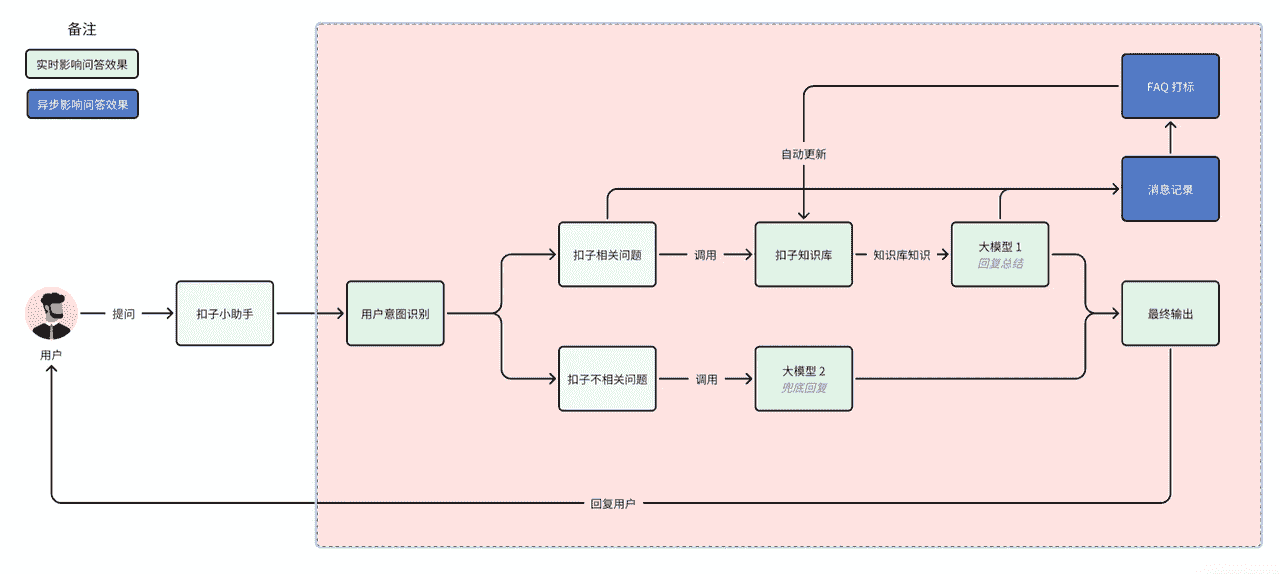 备注
实时影响问答效果
异步影响问答效果
FAQ 打标
自动更新
消息记录
扣子相关问题
调用
扣子知识库
知识库知识
大模型 1
回复总结
用户
提问
扣子小助手
用户意图识别
最终输出
扣子不相关问题
调用
大模型 2
兜底回复
回复用户